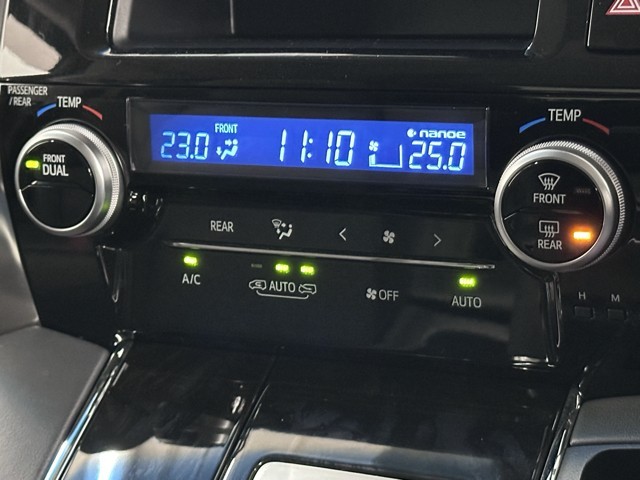 PASSENGER
/REAR
TEMP
FRONT
DUAL
23.0
FRONT
11:10
nanoe
25.0
TEMP
FRONT
REAR
REAR
A/C
AUTO
OFF
AUTO
H
M